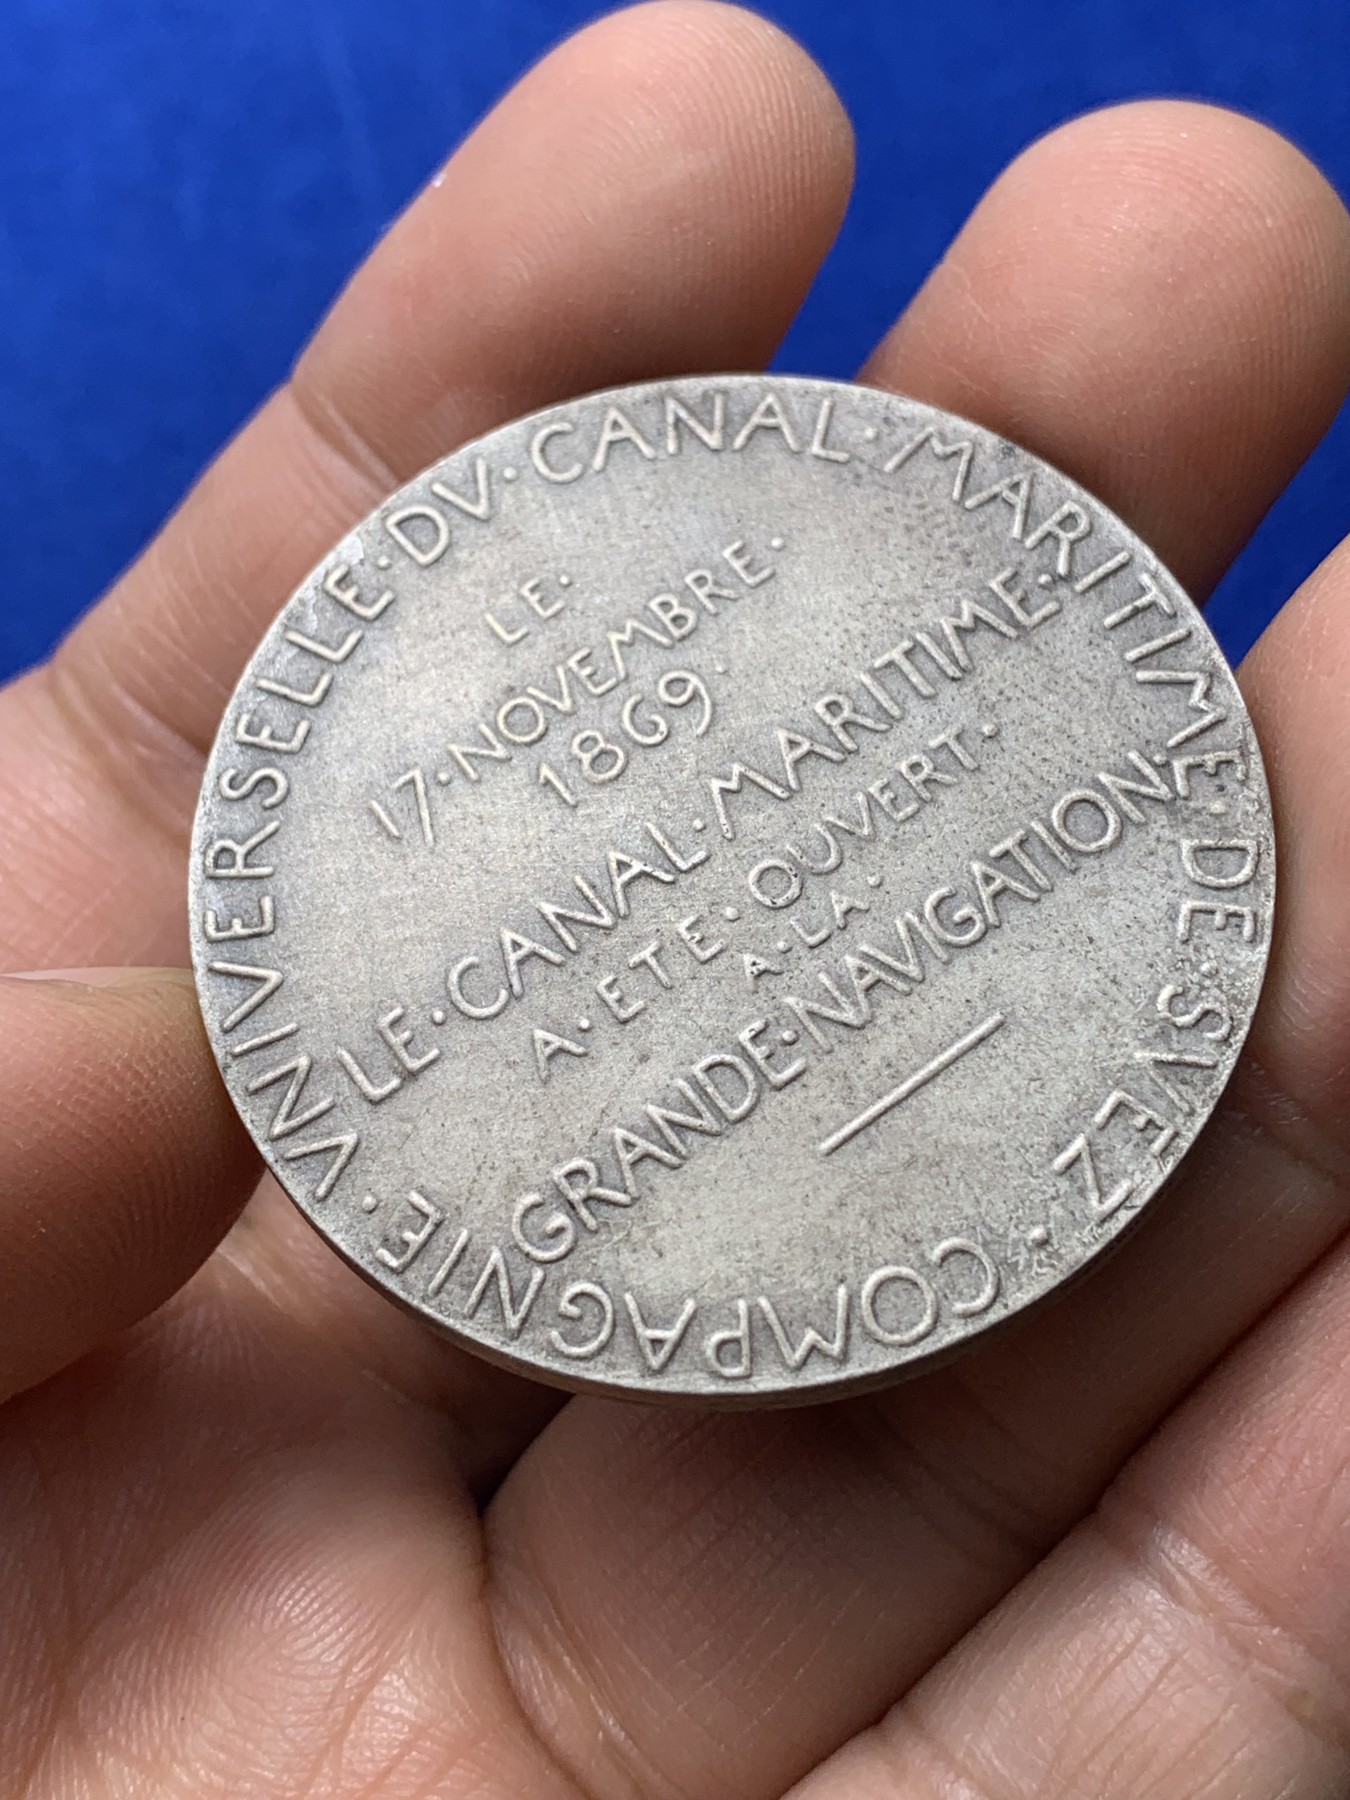 COMPAGNIE·VNIVERSELLE·DV·CANAL·MARITIME·DE·SVEZ·
LE·
17·NOVEMBRE·
1869·
LE·CANAL·MARITIME·
A·ETE·OUVERT·
A·LA·
GRANDE·NAVIGATION·